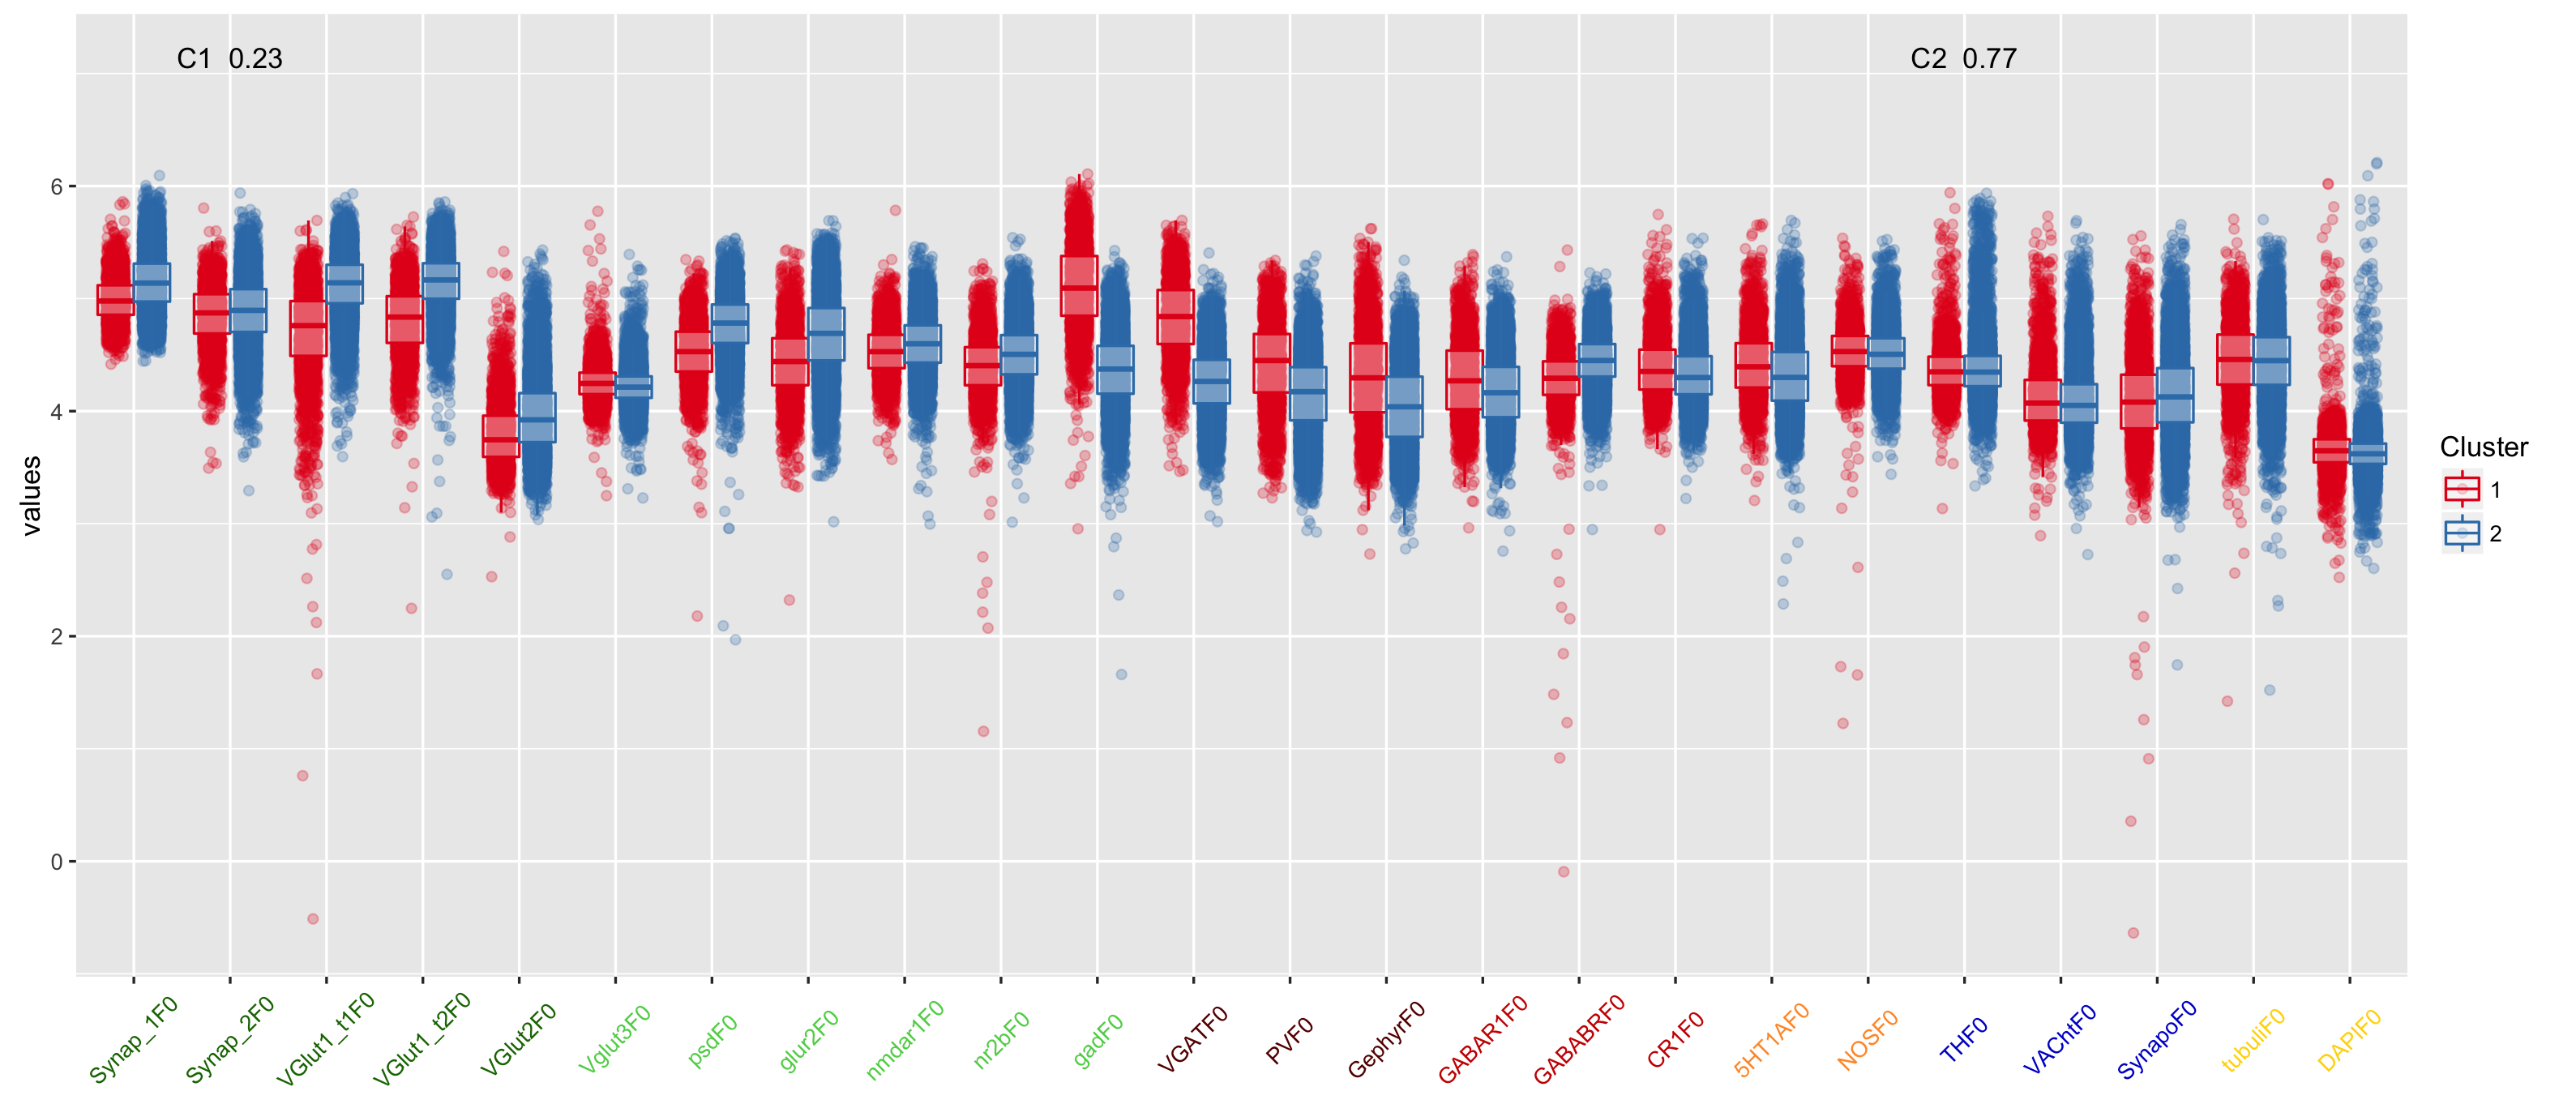 C1 0.23
C2 0.77
values
6
4
2
0
Synap_1F0
Synap_2F0
VGlut1_t1F0
VGlut1_t2F0
VGlut2F0
Vglut3F0
psdF0
glur2F0
nmdar1F0
nr2bF0
gadF0
VGATF0
PVF0
GephyrF0
GABAR1F0
GABABRF0
CR1F0
5HT1AF0
NOSF0
THF0
VAChtF0
SynapoF0
tubuliF0
DAPIF0
Cluster
1
2